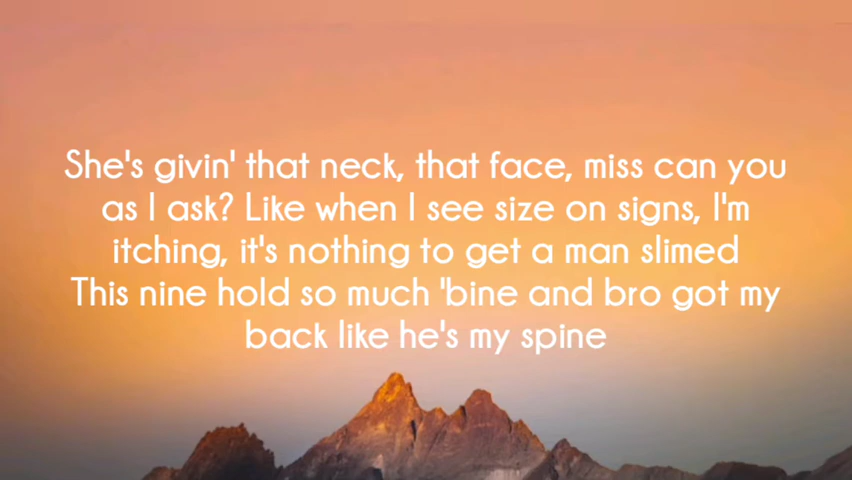 She's givin' that neck, that face, miss can you
as I ask? Like when I see size on signs, I'm
itching, it's nothing to get a man slimed
This nine hold so much 'bine and bro got my
back like he's my spine